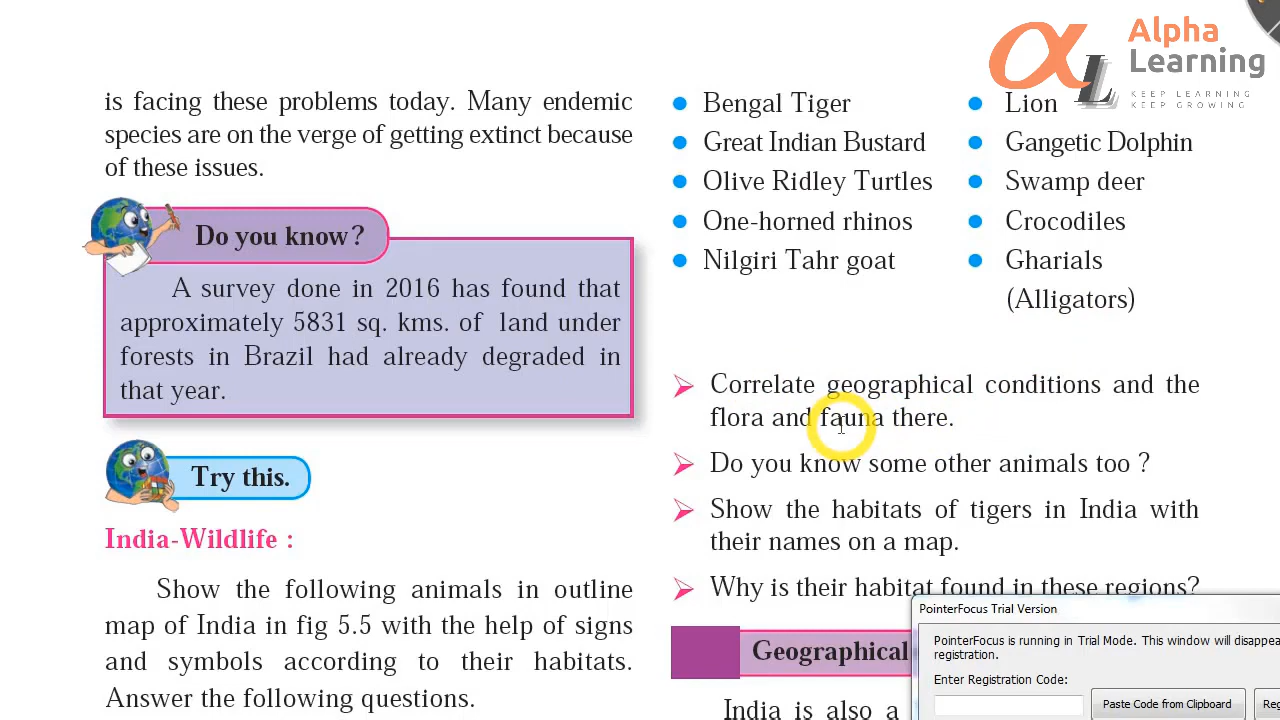 Alpha
Learning
KEEP LEARNING
KEEP GROWING
is facing these problems today. Many endemic
species are on the verge of getting extinct because
of these issues.
Do you know?
A survey done in 2016 has found that
approximately 5831 sq. kms. of land under
forests in Brazil had already degraded in
that year.
Try this.
India-Wildlife :
Show the following animals in outline
map of India in fig 5.5 with the help of signs
and symbols according to their habitats.
Answer the following questions.
Bengal Tiger
Great Indian Bustard
Olive Ridley Turtles
One-horned rhinos
Nilgiri Tahr goat
Lion
Gangetic Dolphin
Swamp deer
Crocodiles
Gharials
(Alligators)
Correlate geographical conditions and the
flora and fauna there.
Do you know some other animals too ?
Show the habitats of tigers in India with
their names on a map.
Why is their habitat found in these regions?
Geographical
India is also a
PointerFocus Trial Version
PointerFocus is running in Trial Mode. This window will disappea
registration.
Enter Registration Code:
Paste Code from Clipboard
Reg